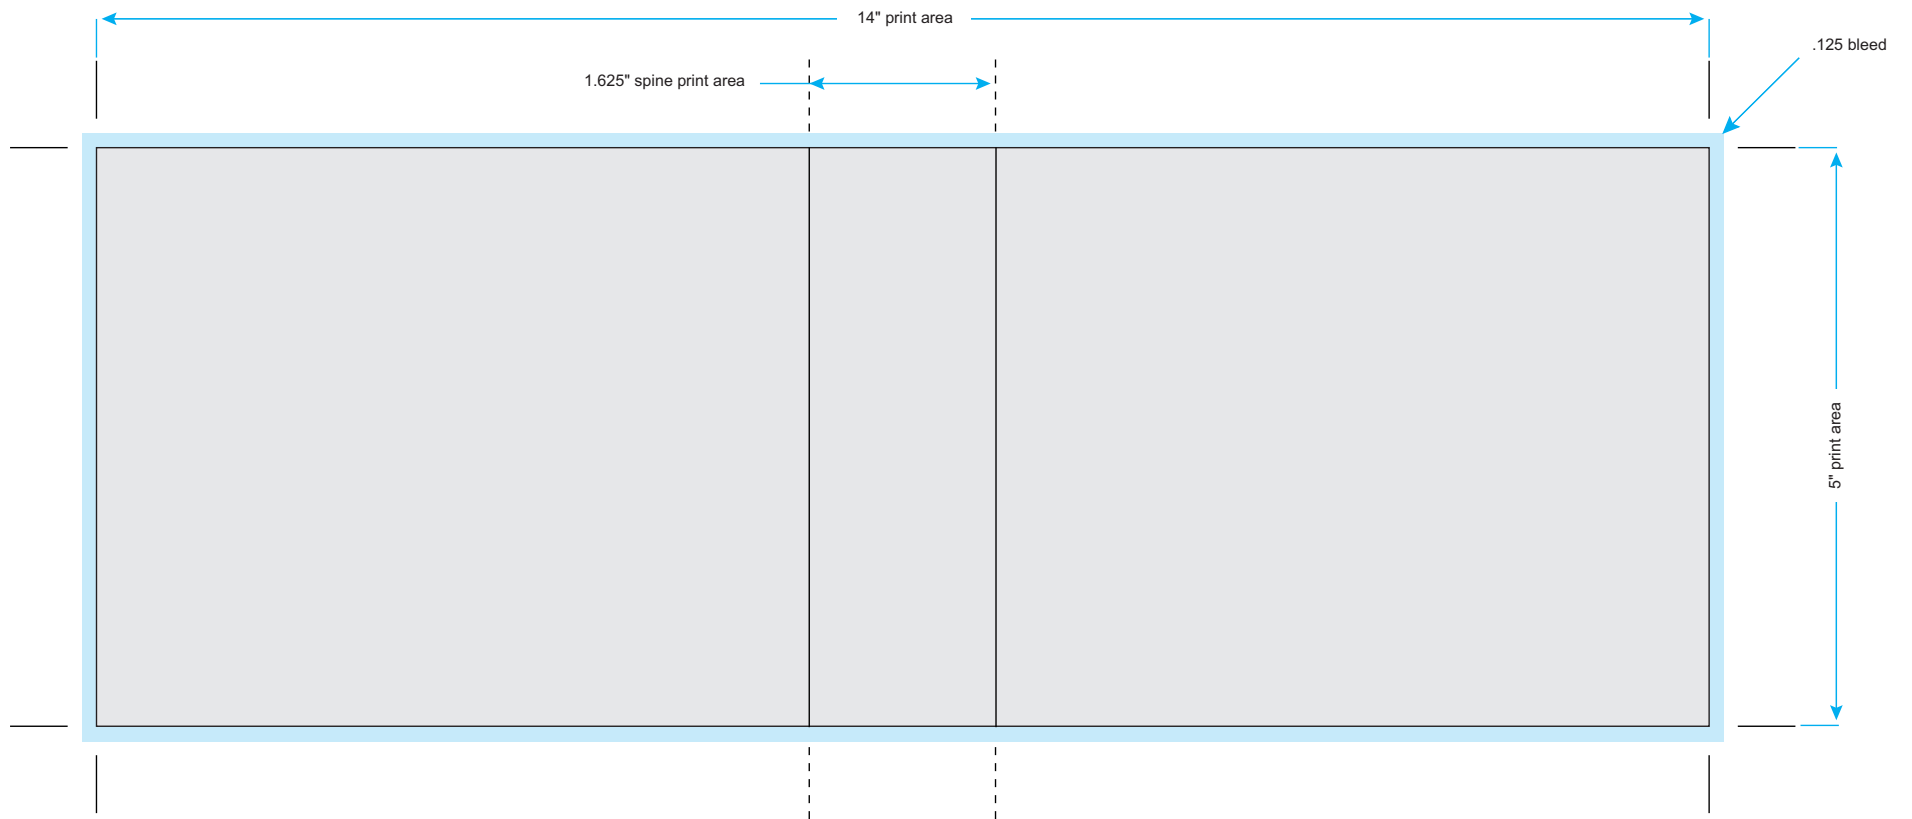 14" print area
.125 bleed
1.625" spine print area
5" print area